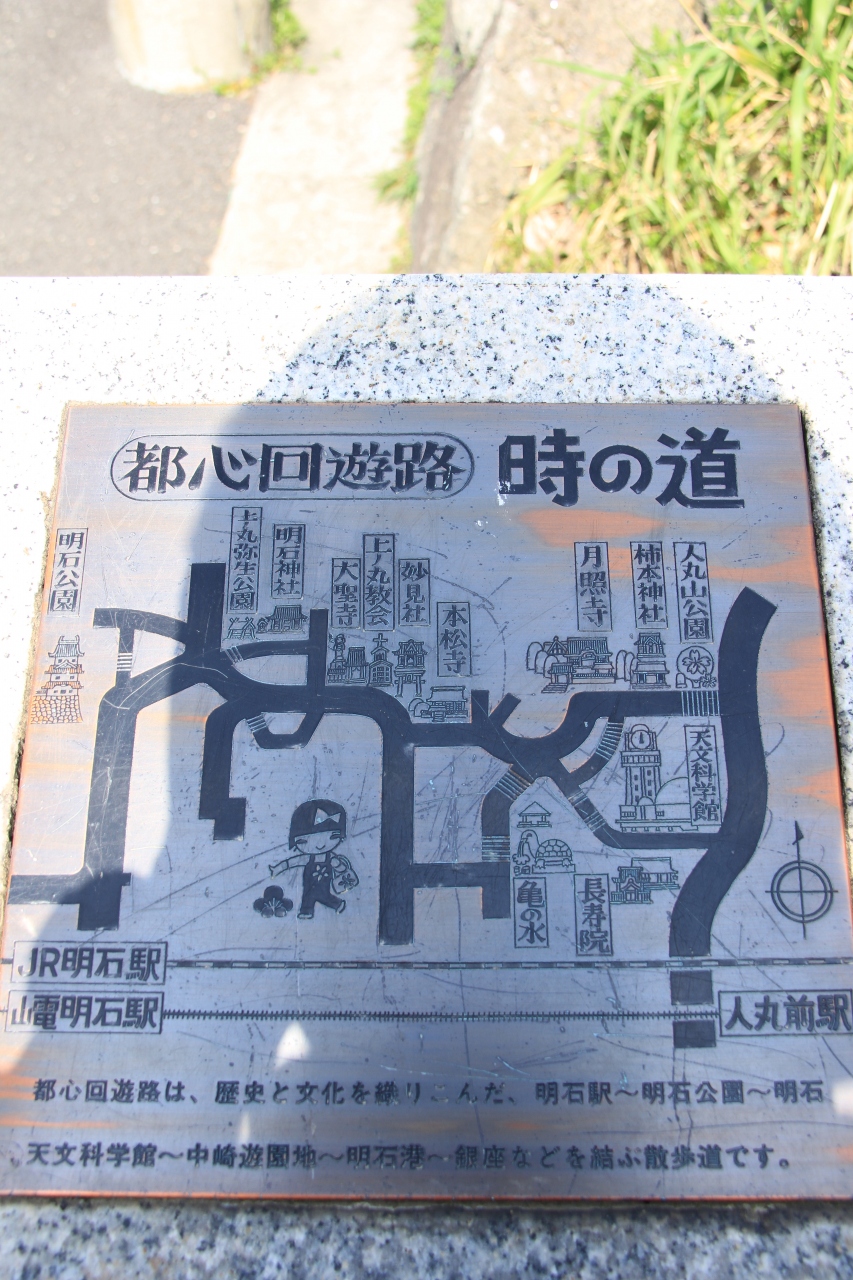 都心回遊路 時の道
明石公園
上ノ丸弥生公園
明石神社
大聖寺
上ノ丸教会
妙見社
本松寺
月照寺
柿本神社
人丸山公園
天文科学館
亀の水
長寿院
JR明石駅
山電明石駅
人丸前駅
都心回遊路は、歴史と文化を織りこんだ、明石駅〜明石公園〜明石
天文科学館〜中崎遊園地〜明石港〜銀座などを結ぶ散歩道です。